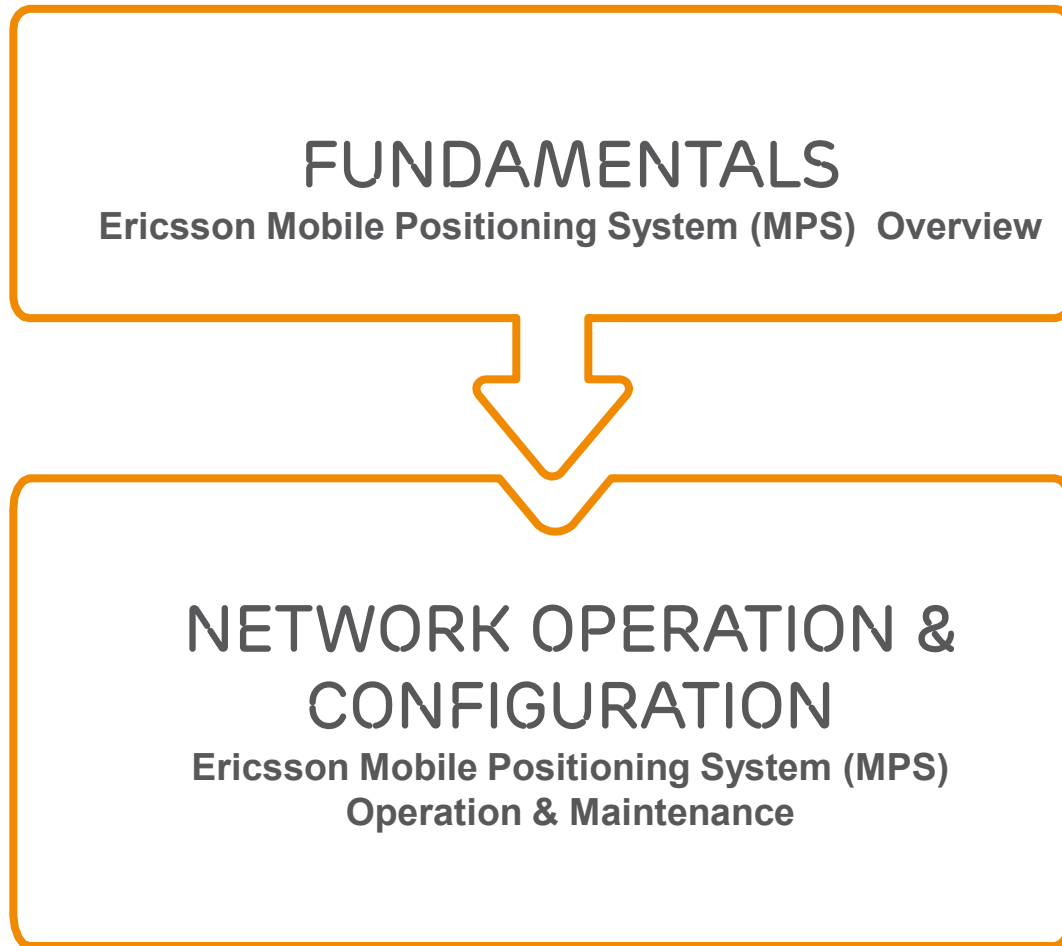 FUNDAMENTALS
Ericsson Mobile Positioning System (MPS) Overview
NETWORK OPERATION &
CONFIGURATION
Ericsson Mobile Positioning System (MPS)
Operation & Maintenance